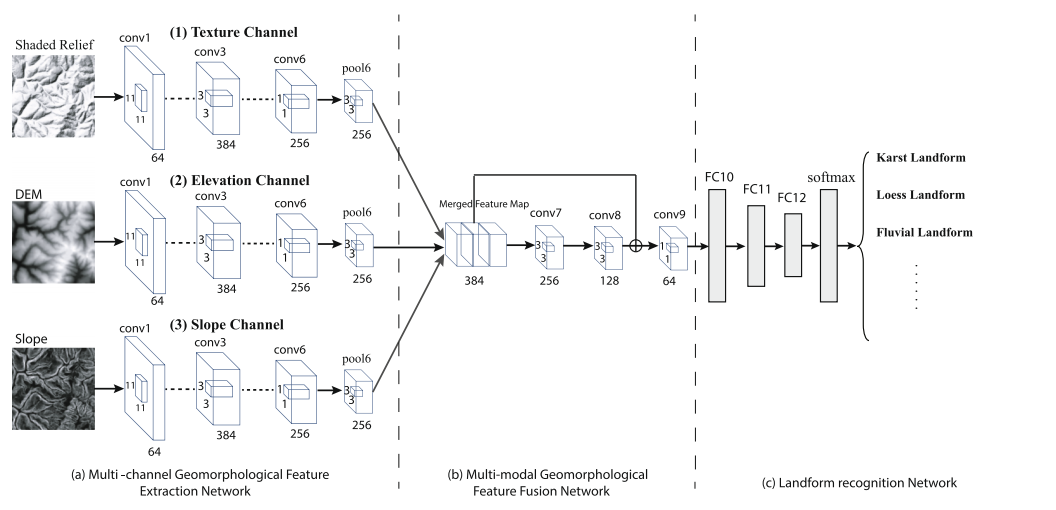 (1) Texture Channel
Shaded Relief
conv1
conv3
conv6
pool6
11
11
64
3
3
384
1
1
256
3
3
256
(2) Elevation Channel
DEM
conv1
conv3
conv6
pool6
11
11
64
3
3
384
1
1
256
3
3
256
(3) Slope Channel
Slope
conv1
conv3
conv6
pool6
11
11
64
3
3
384
1
1
256
3
3
256
(a) Multi-channel Geomorphological Feature
Extraction Network
Merged Feature Map
conv7
conv8
conv9
384
3
3
256
3
3
128
1
1
64
(b) Multi-modal Geomorphological
Feature Fusion Network
FC10
FC11
FC12
softmax
Karst Landform
Loess Landform
Fluvial Landform
(c) Landform recognition Network